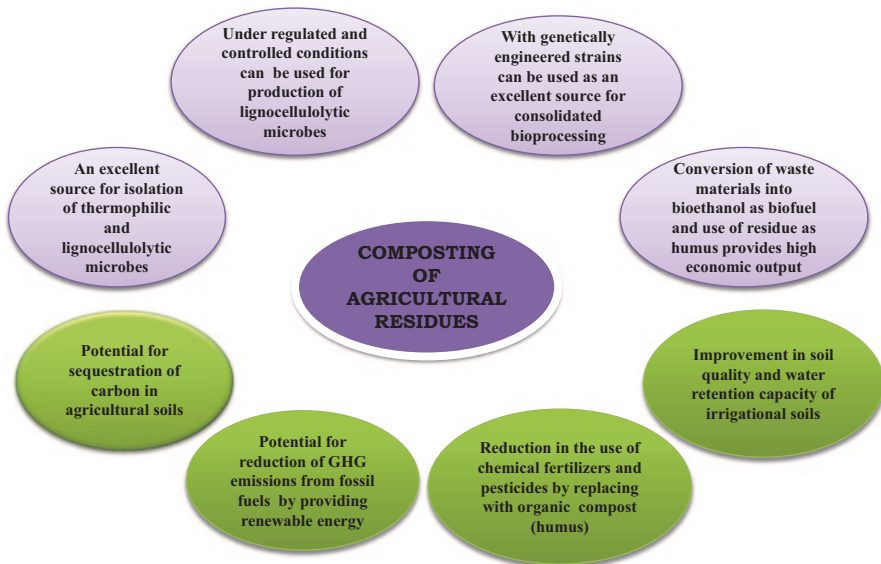 Under regulated and
controlled conditions
can be used for
production of
lignocellulolytic
microbes
With genetically
engineered strains
can be used as an
excellent source for
consolidated
bioprocessing
An excellent
source for isolation
of thermophilic
and
lignocellulolytic
microbes
Conversion of waste
materials into
bioethanol as biofuel
and use of residue as
humus provides high
economic output
COMPOSTING
OF
AGRICULTURAL
RESIDUES
Potential for
sequestration of
carbon in
agricultural soils
Improvement in soil
quality and water
retention capacity of
irrigational soils
Potential for
reduction of GHG
emissions from fossil
fuels by providing
renewable energy
Reduction in the use of
chemical fertilizers and
pesticides by replacing
with organic compost
(humus)